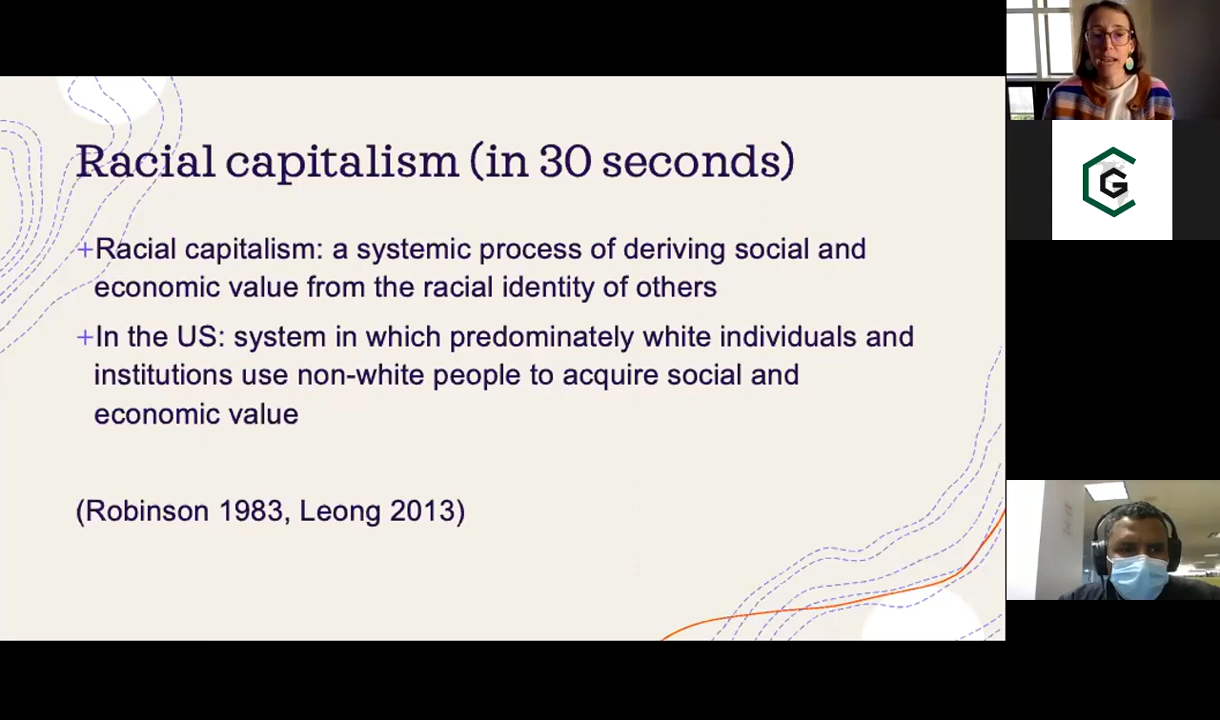 Racial capitalism (in 30 seconds)
+Racial capitalism: a systemic process of deriving social and
economic value from the racial identity of others
+In the US: system in which predominately white individuals and
institutions use non-white people to acquire social and
economic value
(Robinson 1983, Leong 2013)
CG